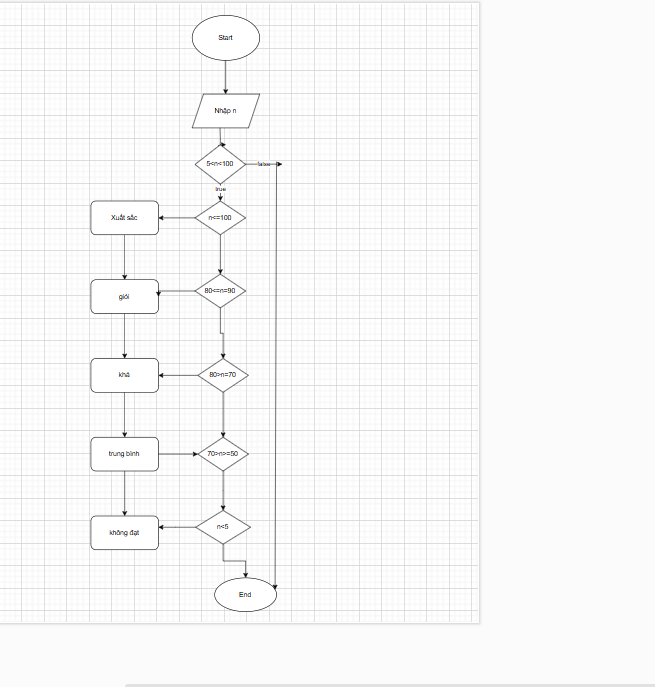 Start
Nhập n
5<n<100
false
true
Xuất sắc
n<=100
giỏi
80<=n=90
khá
80>n=70
trung bình
70>n>=50
không đạt
n<5
End